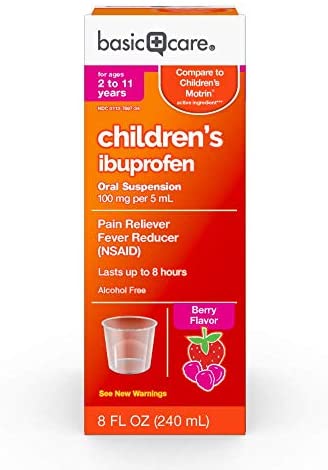 basic care®
for ages
2 to 11
years
Compare to
Children's
Motrin™
active ingredient***
children's
ibuprofen
Oral Suspension
100 mg per 5 mL
Pain Reliever
Fever Reducer
(NSAID)
Lasts up to 8 hours
Alcohol Free
Berry
Flavor
See New Warnings
8 FL OZ (240 mL)